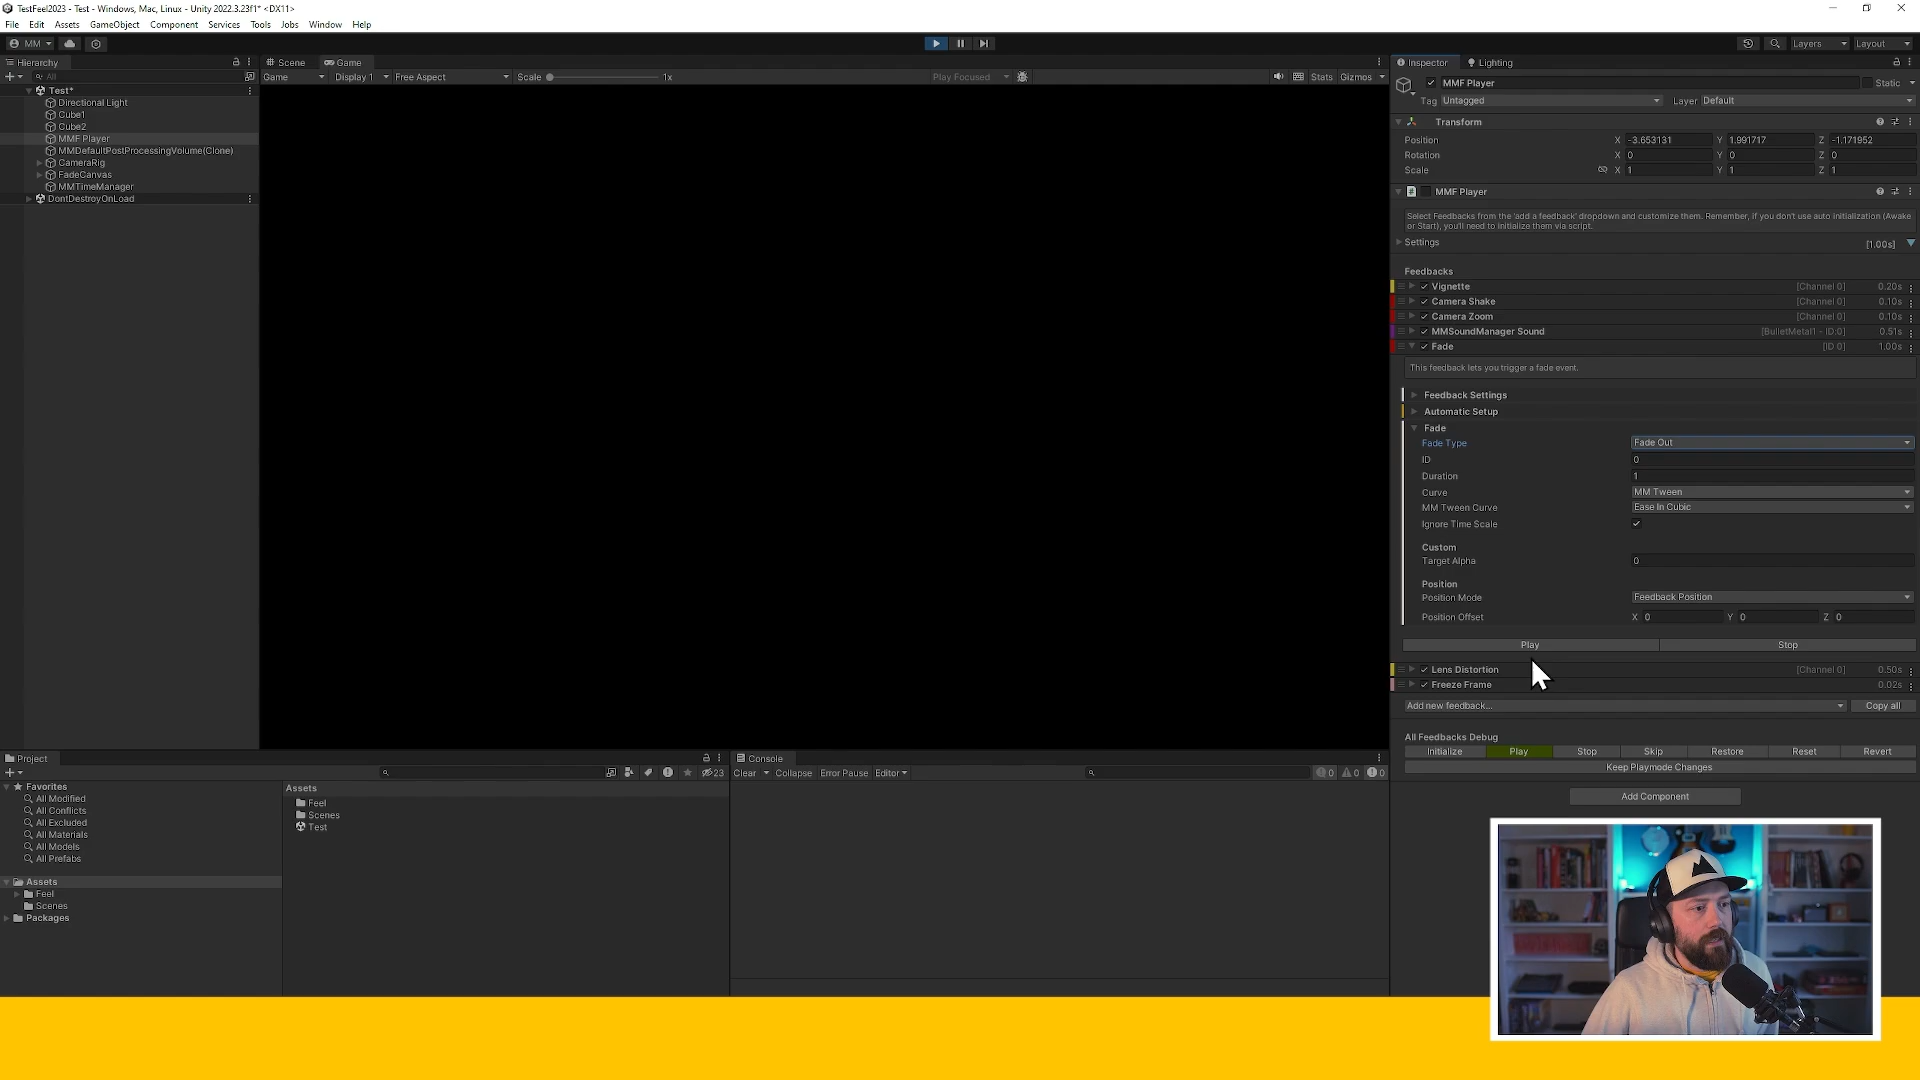 TestFeel2023 - Test - Windows, Mac, Linux - Unity 2022.3.23f1* <DX11>
File Edit Assets GameObject Component Services Tools Jobs Window Help
MM Layers Layout
Hierarchy
All
Test*
Directional Light
Cube1
Cube2
MMF Player
MMDefaultPostProcessingVolume(Clone)
CameraRig
FadeCanvas
MMTimeManager
DontDestroyOnLoad
Scene Game
Game Display 1 Free Aspect Scale 1x Play Focused Stats Gizmos
Inspector Lighting
MMF Player Static
Tag Untagged Layer Default
Transform
Position X -3.653131 Y 1.991717 Z -1.171952
Rotation X 0 Y 0 Z 0
Scale X 1 Y 1 Z 1
MMF Player
Select Feedbacks from the 'add a feedback' dropdown and customize them. Remember, if you don't use auto initialization (Awake
or Start), you'll need to initialize them via script.
Settings [1.00s]
Feedbacks
Vignette [Channel 0] 0.20s
Camera Shake [Channel 0] 0.10s
Camera Zoom [Channel 0] 0.10s
MMSoundManager Sound [BulletMetal1 - ID:0] 0.51s
Fade [ID 0] 1.00s
This feedback lets you trigger a fade event.
Feedback Settings
Automatic Setup
Fade
Fade Type Fade Out
ID 0
Duration 1
Curve MM Tween
MM Tween Curve Ease In Cubic
Ignore Time Scale
Custom
Target Alpha 0
Position
Position Mode Feedback Position
Position Offset X 0 Y 0 Z 0
Play Stop
Lens Distortion [Channel 0] 0.50s
Freeze Frame 0.02s
Add new feedback... Copy all
All Feedbacks Debug
Initialize Play Stop Skip Restore Reset Revert
Keep Playmode Changes
Add Component
Project
23
Favorites
All Modified
All Conflicts
All Excluded
All Materials
All Models
All Prefabs
Assets
Feel
Scenes
Packages
Assets
Feel
Scenes
Test
Console
Clear Collapse Error Pause Editor 0 0 0